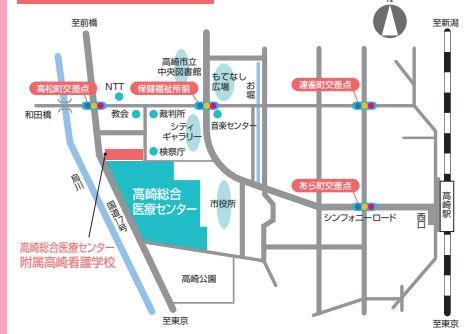 至前橋
N
至新潟
高崎市立
中央図書館
もてなし
広場
お堀
高松町交差点
NTT
保健福祉所前
連雀町交差点
和田橋
教会
裁判所
音楽センター
シティ
ギャラリー
検察庁
烏川
国道17号
高崎総合
医療センター
市役所
あら町交差点
シンフォニーロード
西口
高崎駅
高崎総合医療センター
附属高崎看護学校
高崎公園
至東京
至東京